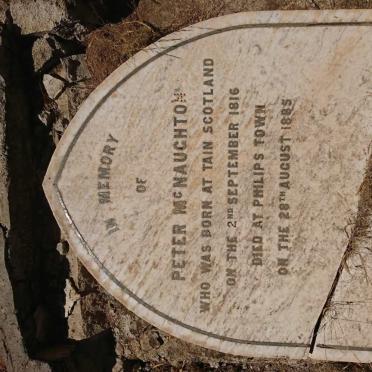 IN MEMORY
OF
PETER McNAUGHTON
WHO WAS BORN AT TAIN SCOTLAND
ON THE 2ND SEPTEMBER 1816
DIED AT PHILIPS TOWN
ON THE 28TH AUGUST 1885